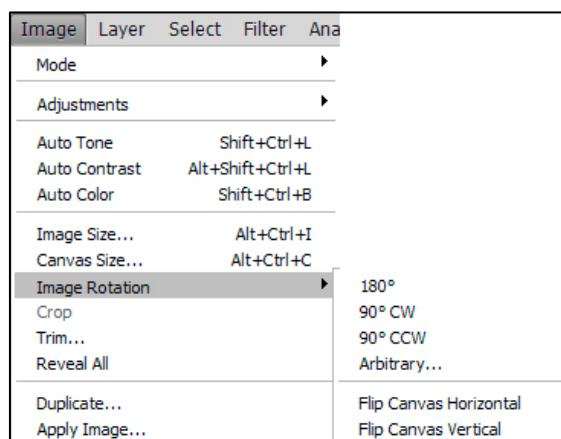 Image Layer Select Filter Ana
Mode
Adjustments
Auto Tone Shift+Ctrl+L
Auto Contrast Alt+Shift+Ctrl+L
Auto Color Shift+Ctrl+B
Image Size... Alt+Ctrl+I
Canvas Size... Alt+Ctrl+C
Image Rotation
Crop
Trim...
Reveal All
Duplicate...
Apply Image...
180°
90° CW
90° CCW
Arbitrary...
Flip Canvas Horizontal
Flip Canvas Vertical